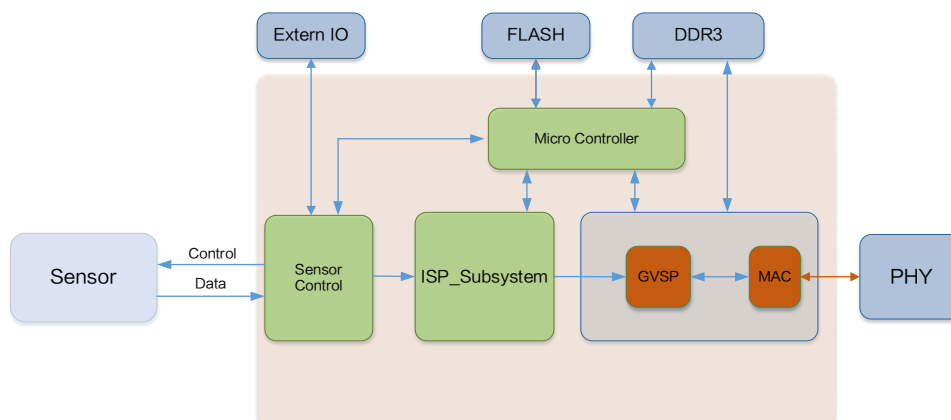 Extern IO
FLASH
DDR3
Micro Controller
Sensor
Control
Data
Sensor
Control
ISP_Subsystem
GVSP
MAC
PHY